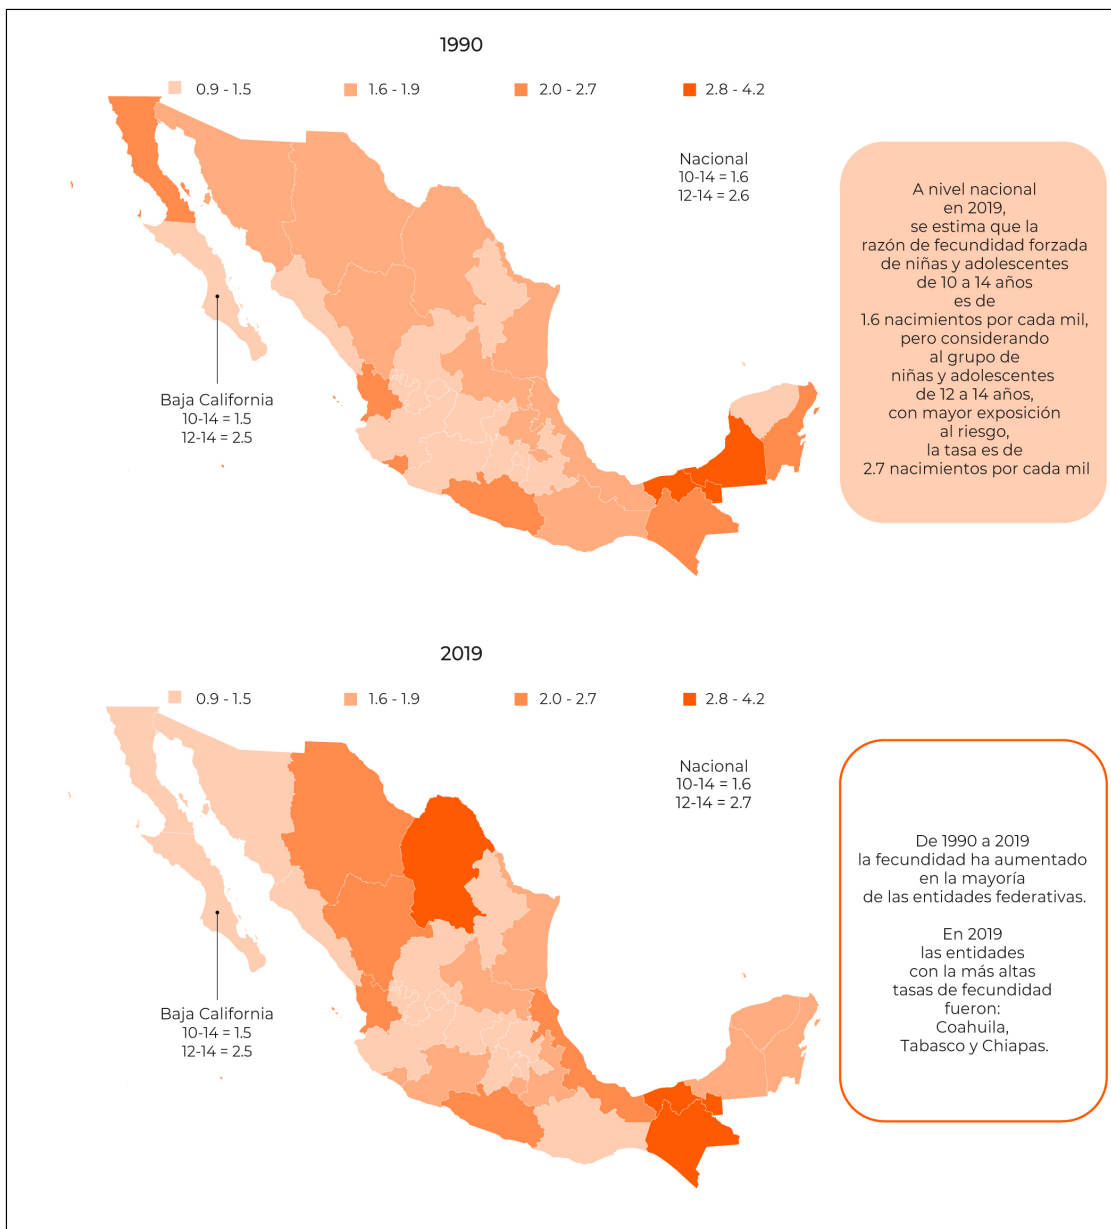 1990
0.9 - 1.5
1.6 - 1.9
2.0 - 2.7
2.8 - 4.2
Nacional
10-14 = 1.6
12-14 = 2.6
Baja California
10-14 = 1.5
12-14 = 2.5
A nivel nacional
en 2019,
se estima que la
razón de fecundidad forzada
de niñas y adolescentes
de 10 a 14 años
es de
1.6 nacimientos por cada mil,
pero considerando
al grupo de
niñas y adolescentes
de 12 a 14 años,
con mayor exposición
al riesgo,
la tasa es de
2.7 nacimientos por cada mil
2019
0.9 - 1.5
1.6 - 1.9
2.0 - 2.7
2.8 - 4.2
Nacional
10-14 = 1.6
12-14 = 2.7
Baja California
10-14 = 1.5
12-14 = 2.5
De 1990 a 2019
la fecundidad ha aumentado
en la mayoría
de las entidades federativas.
En 2019
las entidades
con la más altas
tasas de fecundidad
fueron:
Coahuila,
Tabasco y Chiapas.